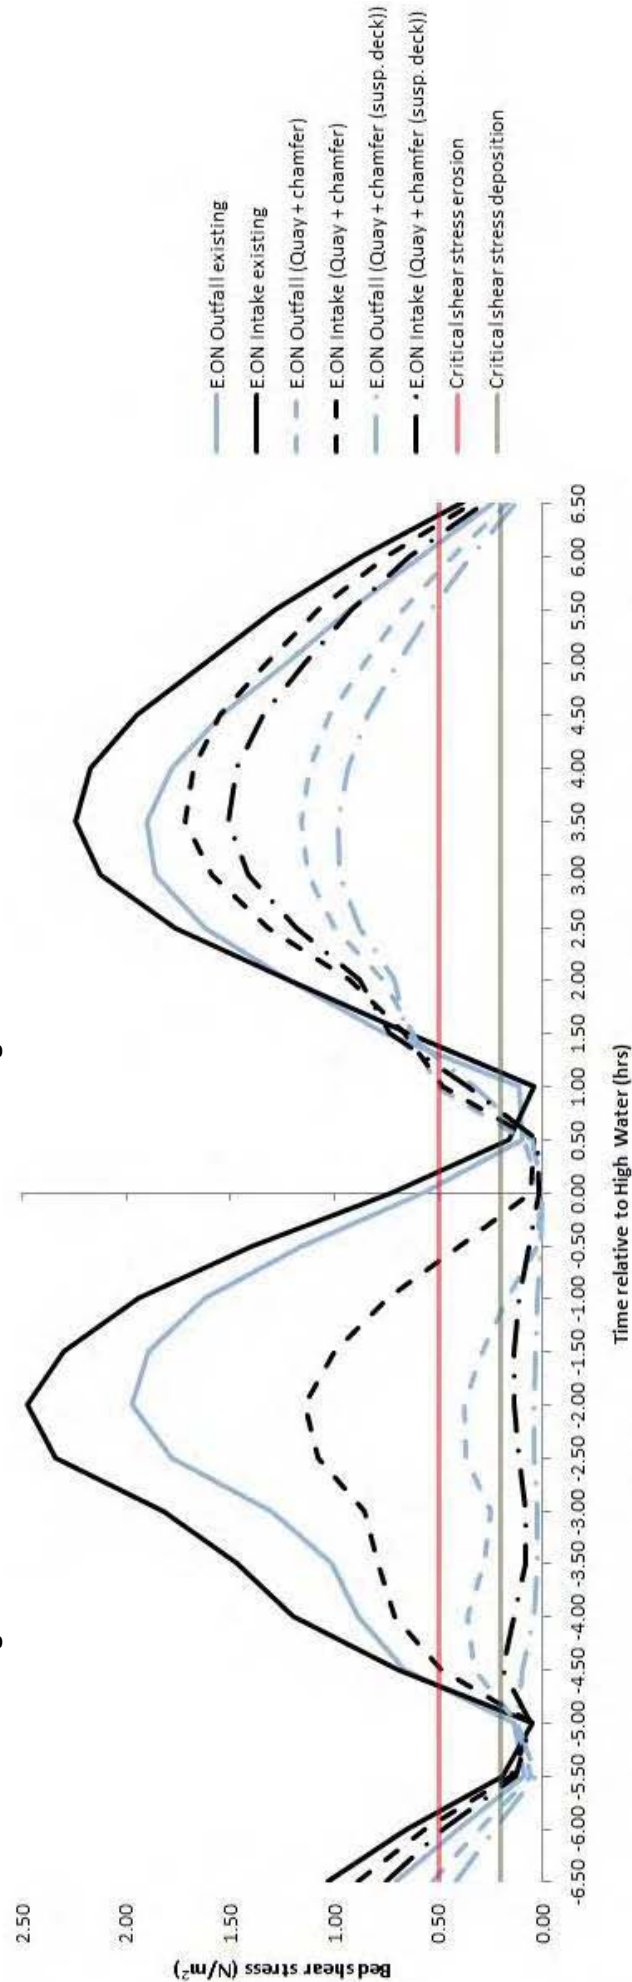 2.50
2.00
1.50
1.00
0.50
0.00
Bed shear stress (N/m²)
-6.50 -6.00 -5.50 -5.00 -4.50 -4.00 -3.50 -3.00 -2.50 -2.00 -1.50 -1.00 -0.50 0.00 0.50 1.00 1.50 2.00 2.50 3.00 3.50 4.00 4.50 5.00 5.50 6.00 6.50
Time relative to High Water (hrs)
E.ON Outfall existing
E.ON Intake existing
E.ON Outfall (Quay + chamfer)
E.ON Intake (Quay + chamfer)
E.ON Outfall (Quay + chamfer (susp. deck))
E.ON Intake (Quay + chamfer (susp. deck))
Critical shear stress erosion
Critical shear stress deposition